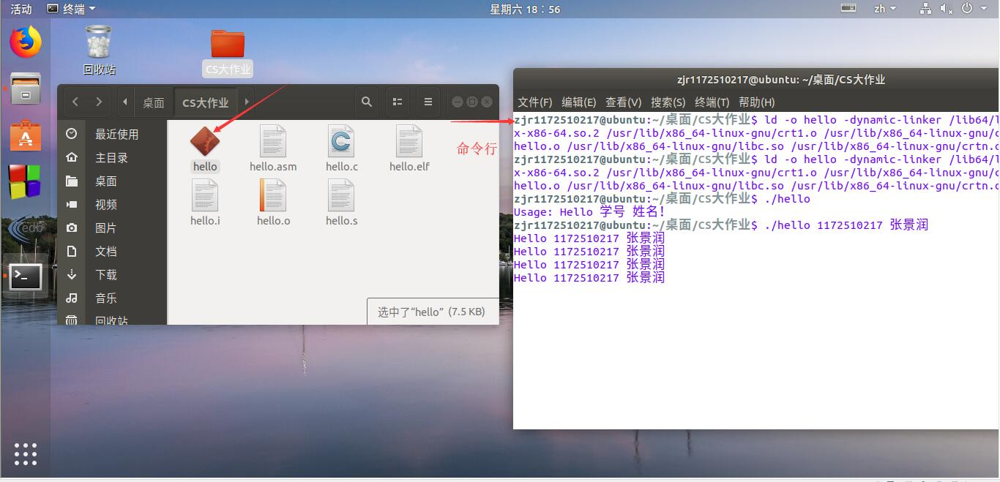 活动 终端 星期六 18：56 zh
回收站
CS大作业
桌面 CS大作业
最近使用
主目录
桌面
视频
图片
文档
下载
音乐
回收站
hello hello.asm hello.c hello.elf
hello.i hello.o hello.s
选中了“hello” (7.5 KB)
edb
命令行
zjr1172510217@ubuntu: ~/桌面/CS大作业
文件(F) 编辑(E) 查看(V) 搜索(S) 终端(T) 帮助(H)
zjr1172510217@ubuntu:~/桌面/CS大作业$ ld -o hello -dynamic-linker /lib64/l
x-x86-64.so.2 /usr/lib/x86_64-linux-gnu/crt1.o /usr/lib/x86_64-linux-gnu/c
hello.o /usr/lib/x86_64-linux-gnu/libc.so /usr/lib/x86_64-linux-gnu/crtn.o
zjr1172510217@ubuntu:~/桌面/CS大作业$ ld -o hello -dynamic-linker /lib64/l
x-x86-64.so.2 /usr/lib/x86_64-linux-gnu/crt1.o /usr/lib/x86_64-linux-gnu/c
hello.o /usr/lib/x86_64-linux-gnu/libc.so /usr/lib/x86_64-linux-gnu/crtn.o
zjr1172510217@ubuntu:~/桌面/CS大作业$ ./hello
Usage: Hello 学号 姓名！
zjr1172510217@ubuntu:~/桌面/CS大作业$ ./hello 1172510217 张景润
Hello 1172510217 张景润
Hello 1172510217 张景润
Hello 1172510217 张景润
Hello 1172510217 张景润